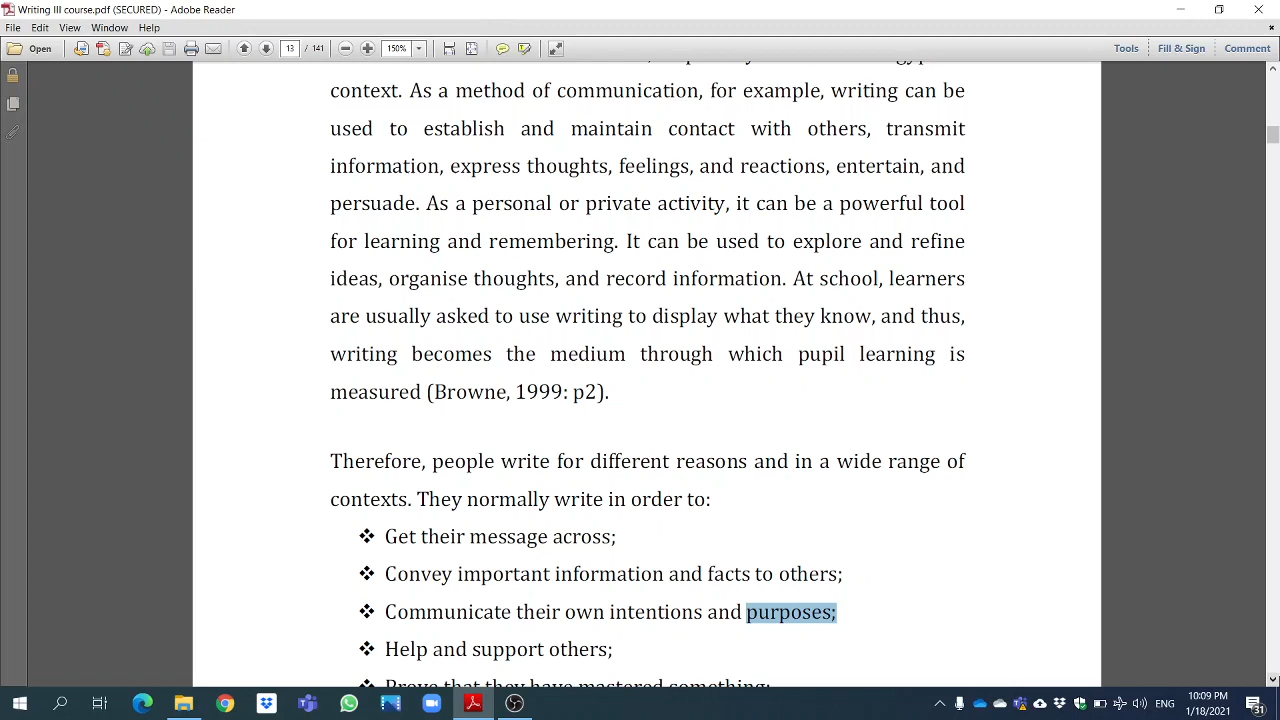 Writing III course.pdf (SECURED) - Adobe Reader
File Edit View Window Help
Open 13 / 141 150% Tools Fill & Sign Comment
context. As a method of communication, for example, writing can be
used to establish and maintain contact with others, transmit
information, express thoughts, feelings, and reactions, entertain, and
persuade. As a personal or private activity, it can be a powerful tool
for learning and remembering. It can be used to explore and refine
ideas, organise thoughts, and record information. At school, learners
are usually asked to use writing to display what they know, and thus,
writing becomes the medium through which pupil learning is
measured (Browne, 1999: p2).
Therefore, people write for different reasons and in a wide range of
contexts. They normally write in order to:
❖ Get their message across;
❖ Convey important information and facts to others;
❖ Communicate their own intentions and purposes;
❖ Help and support others;
❖ Prove that they have mastered something;
ENG 10:09 PM
1/18/2021 31